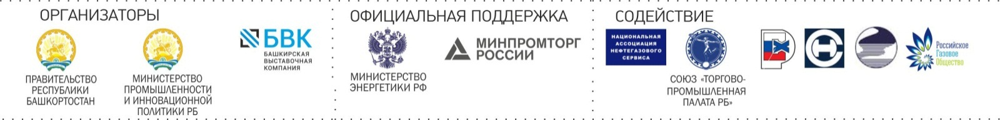 ОРГАНИЗАТОРЫ
ПРАВИТЕЛЬСТВО
РЕСПУБЛИКИ
БАШКОРТОСТАН
МИНИСТЕРСТВО
ПРОМЫШЛЕННОСТИ
И ИННОВАЦИОННОЙ
ПОЛИТИКИ РБ
БВК
БАШКИРСКАЯ
ВЫСТАВОЧНАЯ
КОМПАНИЯ
ОФИЦИАЛЬНАЯ ПОДДЕРЖКА
МИНИСТЕРСТВО
ЭНЕРГЕТИКИ РФ
МИНПРОМТОРГ
РОССИИ
СОДЕЙСТВИЕ
НАЦИОНАЛЬНАЯ
АССОЦИАЦИЯ
НЕФТЕГАЗОВОГО
СЕРВИСА
СОЮЗ «ТОРГОВО-
ПРОМЫШЛЕННАЯ
ПАЛАТА РБ»
Российское
Газовое
Общество